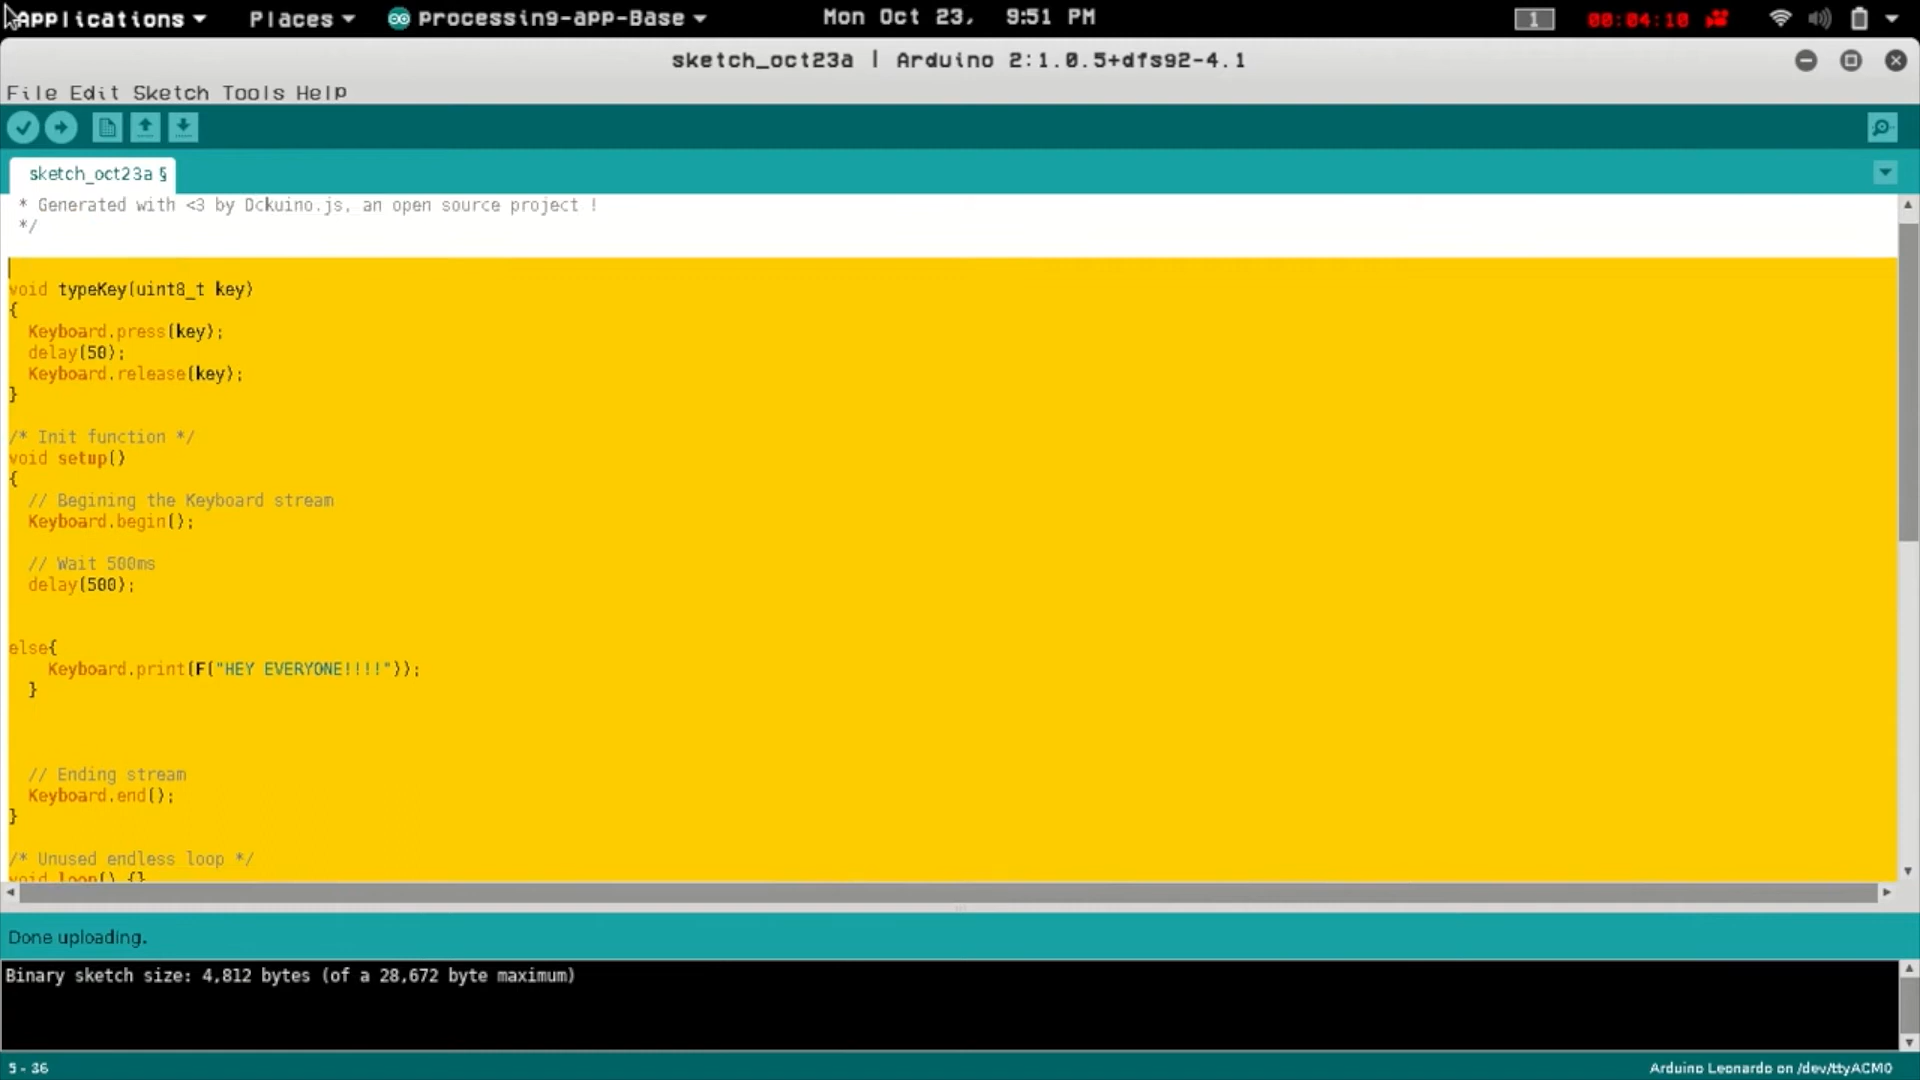 Applications Places Processing-app-Base Mon Oct 23, 9:51 PM 1 00:04:10
sketch_oct23a | Arduino 2:1.0.5+dfsg2-4.1
File Edit Sketch Tools Help
sketch_oct23a §
* Generated with <3 by Dckuino.js, an open source project !
*/
void typeKey(uint8_t key)
{
Keyboard.press(key);
delay(50);
Keyboard.release(key);
}
/* Init function */
void setup()
{
// Begining the Keyboard stream
Keyboard.begin();
// Wait 500ms
delay(500);
else{
Keyboard.print(F("HEY EVERYONE!!!!"));
}
// Ending stream
Keyboard.end();
}
/* Unused endless loop */
void loop() {}
Done uploading.
Binary sketch size: 4,812 bytes (of a 28,672 byte maximum)
5 - 36 Arduino Leonardo on /dev/ttyACM0